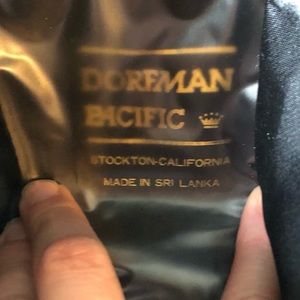 DORFMAN
PACIFIC
STOCKTON-CALIFORNIA
MADE IN SRI LANKA